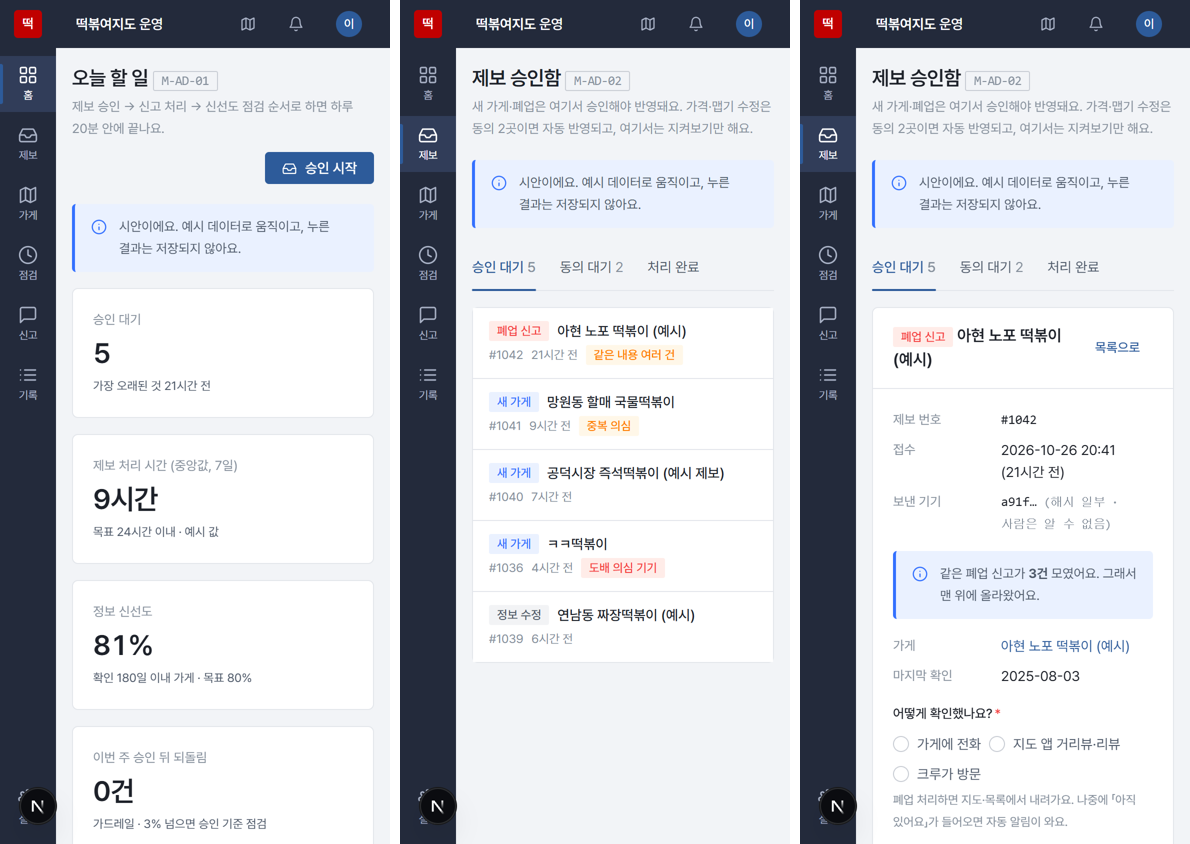 떡
떡볶여지도 운영
이
홈
제보
가게
점검
신고
기록
오늘 할 일 M-AD-01
제보 승인 → 신고 처리 → 신선도 점검 순서로 하면 하루
20분 안에 끝나요.
승인 시작
시안이에요. 예시 데이터로 움직이고, 누른
결과는 저장되지 않아요.
승인 대기
5
가장 오래된 것 21시간 전
제보 처리 시간 (중앙값, 7일)
9시간
목표 24시간 이내 · 예시 값
정보 신선도
81%
확인 180일 이내 가게 · 목표 80%
이번 주 승인 뒤 되돌림
0건
가드레일 · 3% 넘으면 승인 기준 점검
N
떡
떡볶여지도 운영
이
홈
제보
가게
점검
신고
기록
제보 승인함 M-AD-02
새 가게·폐업은 여기서 승인해야 반영돼요. 가격·맵기 수정은
동의 2곳이면 자동 반영되고, 여기서는 지켜보기만 해요.
시안이에요. 예시 데이터로 움직이고, 누른
결과는 저장되지 않아요.
승인 대기 5 동의 대기 2 처리 완료
폐업 신고 아현 노포 떡볶이 (예시)
#1042 21시간 전 같은 내용 여러 건
새 가게 망원동 할매 국물떡볶이
#1041 9시간 전 중복 의심
새 가게 공덕시장 즉석떡볶이 (예시 제보)
#1040 7시간 전
새 가게 ㅋㅋ떡볶이
#1036 4시간 전 도배 의심 기기
정보 수정 연남동 짜장떡볶이 (예시)
#1039 6시간 전
N
떡
떡볶여지도 운영
이
홈
제보
가게
점검
신고
기록
제보 승인함 M-AD-02
새 가게·폐업은 여기서 승인해야 반영돼요. 가격·맵기 수정은
동의 2곳이면 자동 반영되고, 여기서는 지켜보기만 해요.
시안이에요. 예시 데이터로 움직이고, 누른
결과는 저장되지 않아요.
승인 대기 5 동의 대기 2 처리 완료
폐업 신고 아현 노포 떡볶이
(예시)
목록으로
제보 번호 #1042
접수 2026-10-26 20:41
(21시간 전)
보낸 기기 a91f… (해시 일부 ·
사람은 알 수 없음)
같은 폐업 신고가 3건 모였어요. 그래서
맨 위에 올라왔어요.
가게 아현 노포 떡볶이 (예시)
마지막 확인 2025-08-03
어떻게 확인했나요? *
가게에 전화 지도 앱 거리뷰·리뷰
크루가 방문
폐업 처리하면 지도·목록에서 내려가요. 나중에 「아직
있어요」가 들어오면 자동 알림이 와요.
N